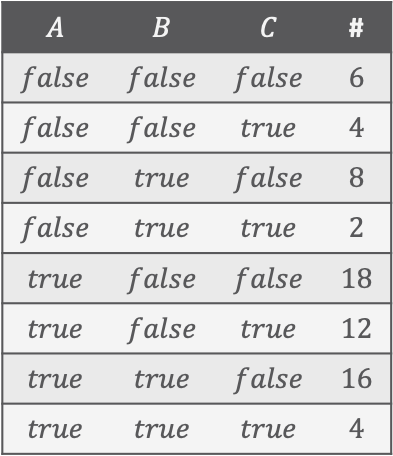 A B C #
false false false 6
false false true 4
false true false 8
false true true 2
true false false 18
true false true 12
true true false 16
true true true 4